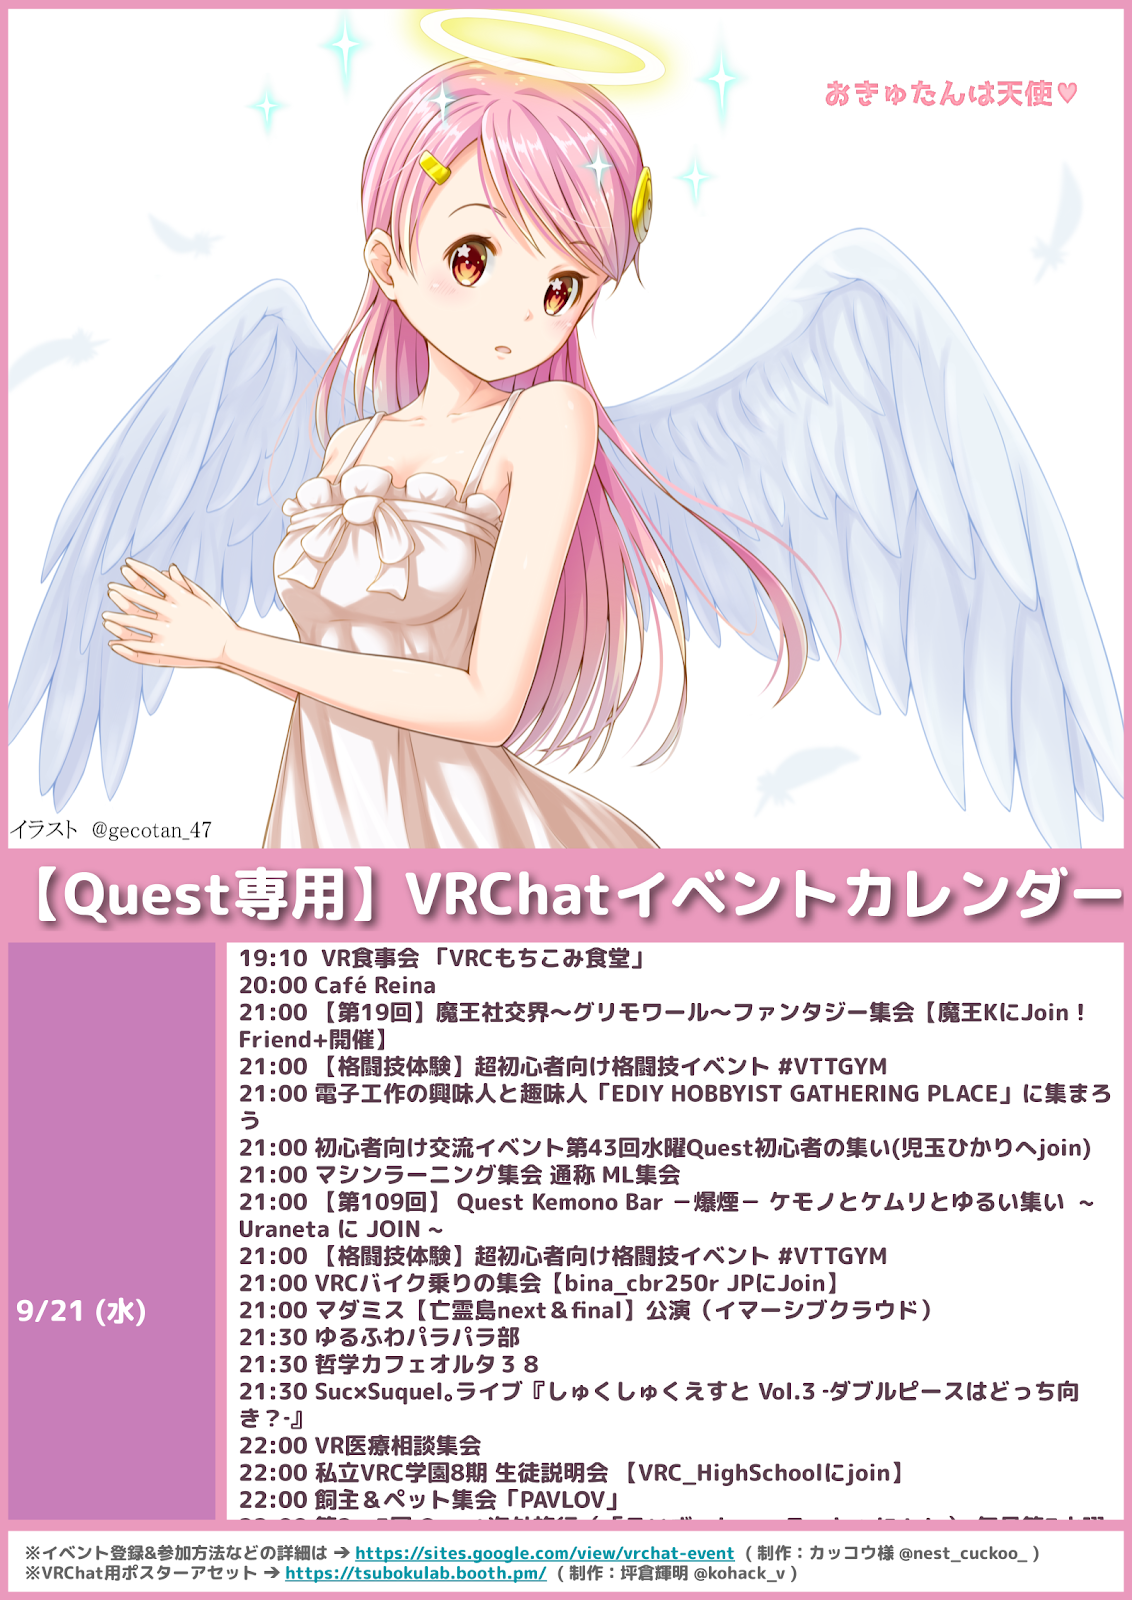 おきゅたんは天使♥
イラスト @gecotan_47
【Quest専用】VRChatイベントカレンダー
9/21 (水)
19:10 VR食事会 「VRCもちこみ食堂」
20:00 Café Reina
21:00 【第19回】魔王社交界～グリモワール～ファンタジー集会【魔王KにJoin！
Friend+開催】
21:00 【格闘技体験】超初心者向け格闘技イベント #VTTGYM
21:00 電子工作の興味人と趣味人「EDIY HOBBYIST GATHERING PLACE」に集まろ
う
21:00 初心者向け交流イベント第43回水曜Quest初心者の集い(児玉ひかりへjoin)
21:00 マシンラーニング集会 通称 ML集会
21:00 【第109回】 Quest Kemono Bar －爆煙－ ケモノとケムリとゆるい集い ~
Uraneta に JOIN ~
21:00 【格闘技体験】超初心者向け格闘技イベント #VTTGYM
21:00 VRCバイク乗りの集会【bina_cbr250r JPにJoin】
21:00 マダミス【亡霊島next＆final】公演（イマーシブクラウド）
21:30 ゆるふわパラパラ部
21:30 哲学カフェオルタ３８
21:30 Suc×Suquel。ライブ『しゅくしゅくえすと Vol.3 -ダブルピースはどっち向
き？-』
22:00 VR医療相談集会
22:00 私立VRC学園8期 生徒説明会 【VRC_HighSchoolにjoin】
22:00 飼主＆ペット集会「PAVLOV」
※イベント登録&参加方法などの詳細は ➔ https://sites.google.com/view/vrchat-event ( 制作：カッコウ様 @nest_cuckoo_ )
※VRChat用ポスターアセット ➔ https://tsubokulab.booth.pm/ ( 制作：坪倉輝明 @kohack_v )